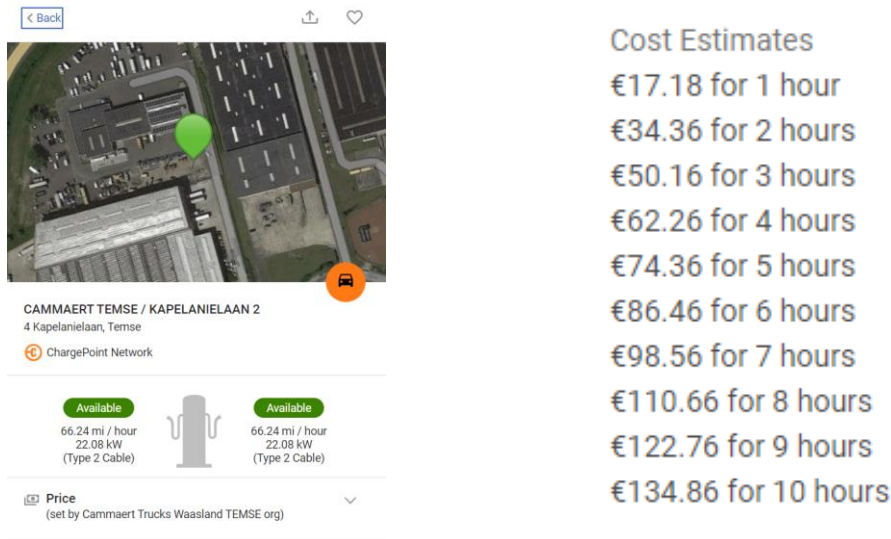 < Back
CAMMAERT TEMSE / KAPELANIELAAN 2
4 Kapelanielaan, Temse
ChargePoint Network
Available
66.24 mi / hour
22.08 kW
(Type 2 Cable)
Available
66.24 mi / hour
22.08 kW
(Type 2 Cable)
Price
(set by Cammaert Trucks Waasland TEMSE org)
Cost Estimates
€17.18 for 1 hour
€34.36 for 2 hours
€50.16 for 3 hours
€62.26 for 4 hours
€74.36 for 5 hours
€86.46 for 6 hours
€98.56 for 7 hours
€110.66 for 8 hours
€122.76 for 9 hours
€134.86 for 10 hours